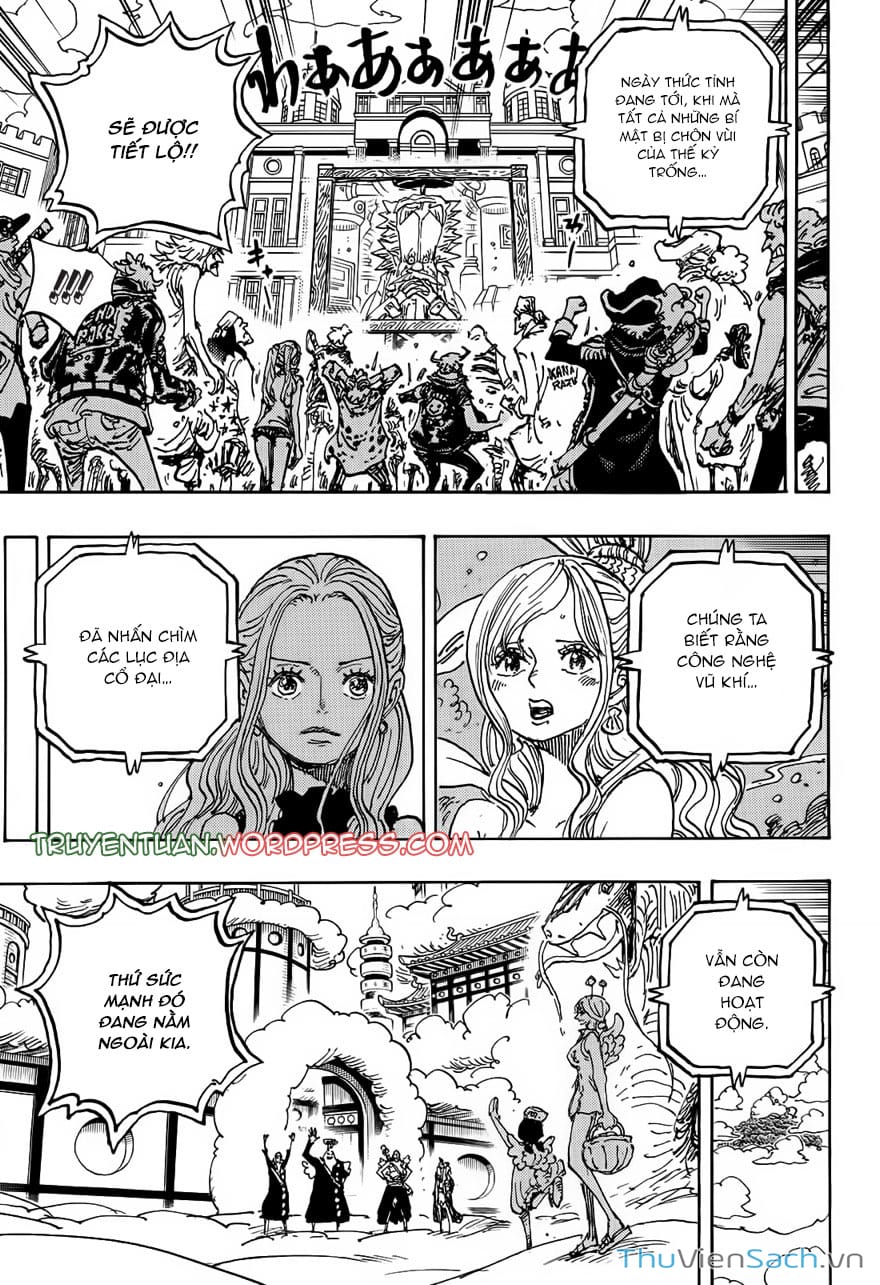 わぁあああああ
NGÀY THỨC TỈNH
ĐANG TỚI, KHI MÀ
TẤT CẢ NHỮNG BÍ
MẬT BỊ CHÔN VÙI
CỦA THẾ KỶ
TRỐNG...
SẼ ĐƯỢC
TIẾT LỘ!!
!!!
KAN
RAZU
CHÚNG TA
BIẾT RẰNG
CÔNG NGHỆ
VŨ KHÍ...
ĐÃ NHẤN CHÌM
CÁC LỤC ĐỊA
CỔ ĐẠI...
TRUYENTUAN.WORDPRESS.COM
VẪN CÒN
ĐANG
HOẠT
ĐỘNG.
THỨ SỨC
MẠNH ĐÓ
ĐANG NẰM
NGOÀI KIA.
ThuVienSach.vn